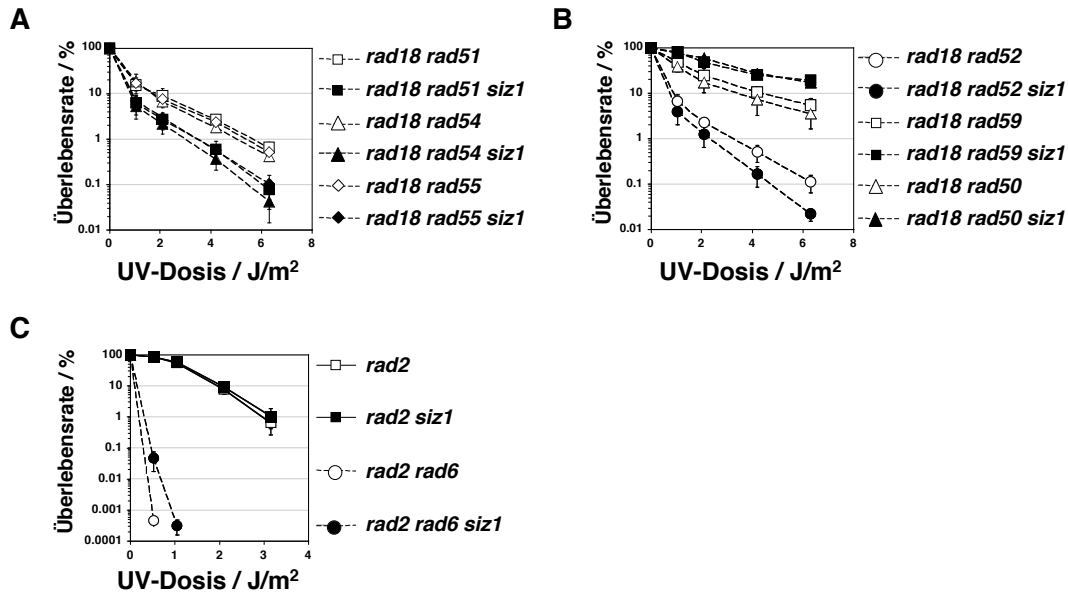 A
Überlebensrate / %
100
10
1
0.1
0.01
0 2 4 6 8
UV-Dosis / J/m²
rad18 rad51
rad18 rad51 siz1
rad18 rad54
rad18 rad54 siz1
rad18 rad55
rad18 rad55 siz1
B
Überlebensrate / %
100
10
1
0.1
0.01
0 2 4 6 8
UV-Dosis / J/m²
rad18 rad52
rad18 rad52 siz1
rad18 rad59
rad18 rad59 siz1
rad18 rad50
rad18 rad50 siz1
C
Überlebensrate / %
100
10
1
0.1
0.01
0.001
0.0001
0 1 2 3 4
UV-Dosis / J/m²
rad2
rad2 siz1
rad2 rad6
rad2 rad6 siz1